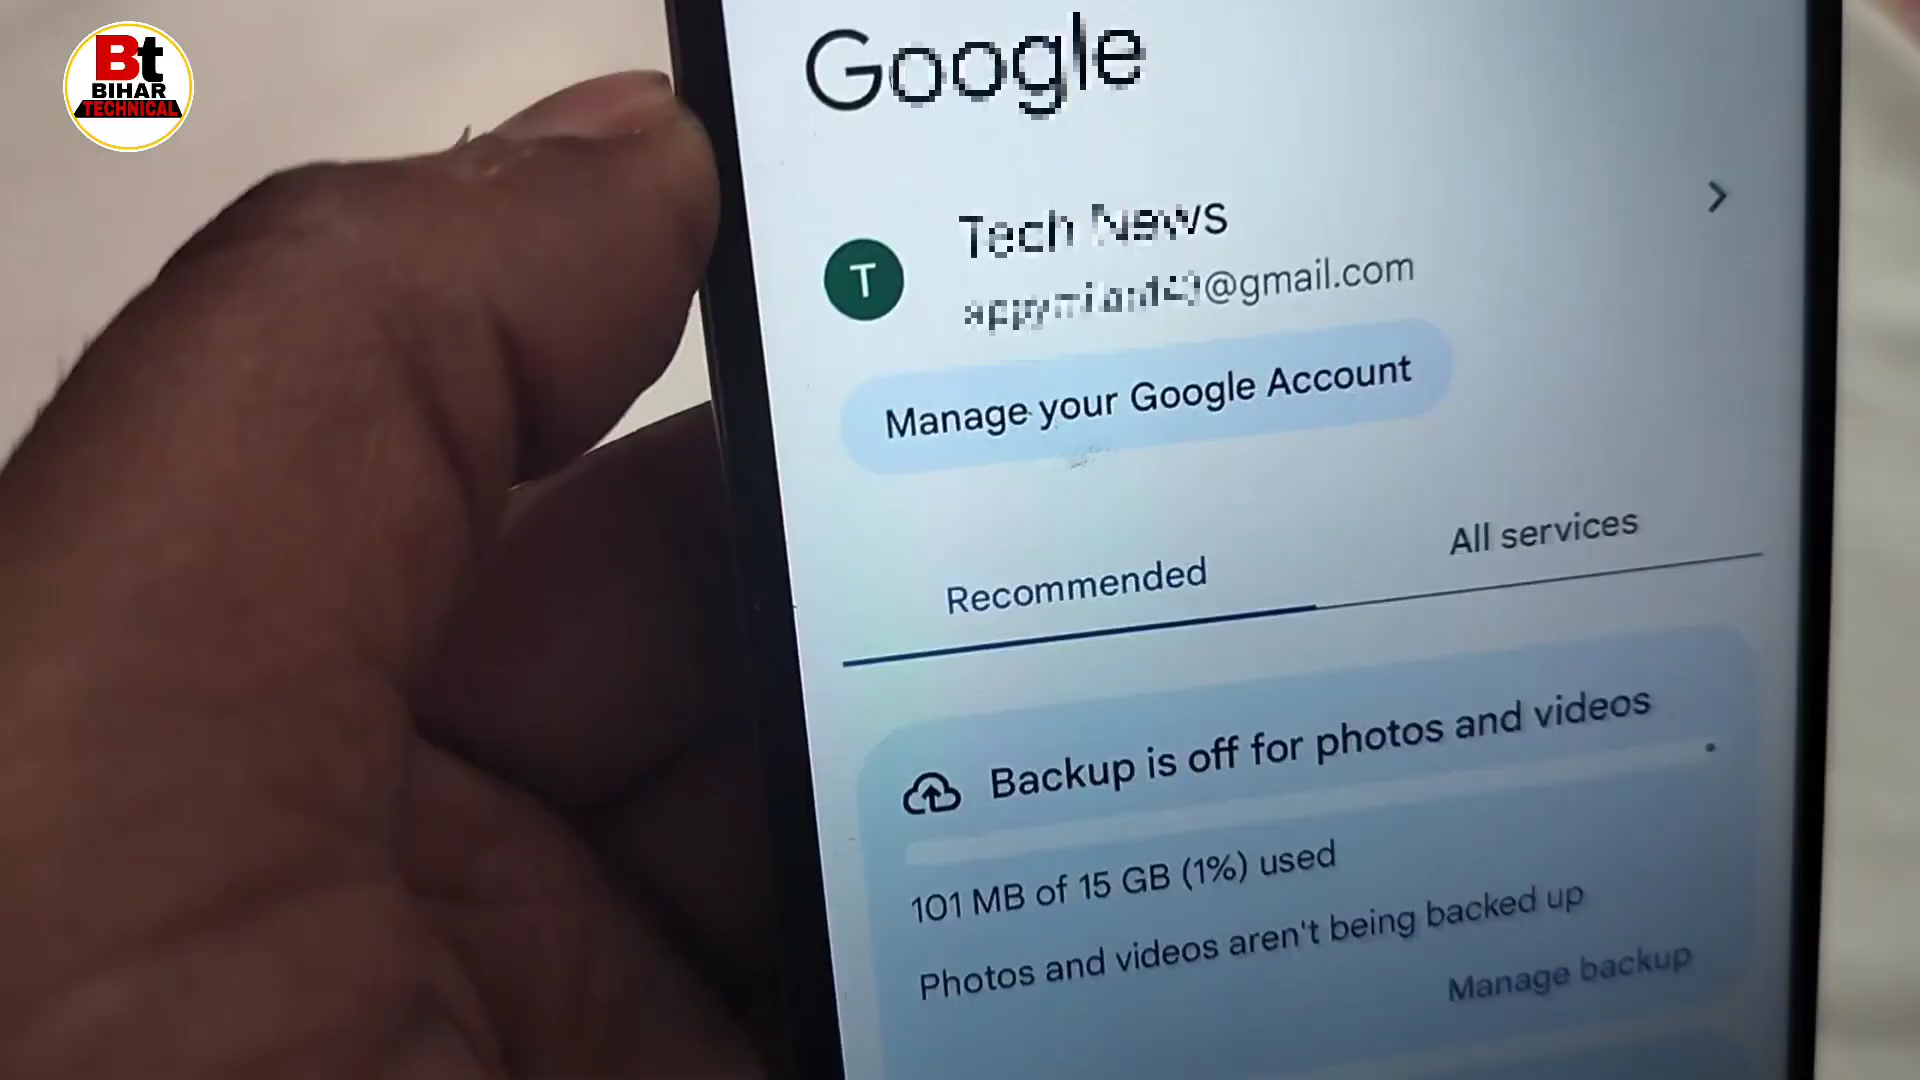 Bt
BIHAR
TECHNICAL
Google
Tech News
T
@gmail.com
Manage your Google Account
Recommended
All services
Backup is off for photos and videos
101 MB of 15 GB (1%) used
Photos and videos aren't being backed up
Manage backup